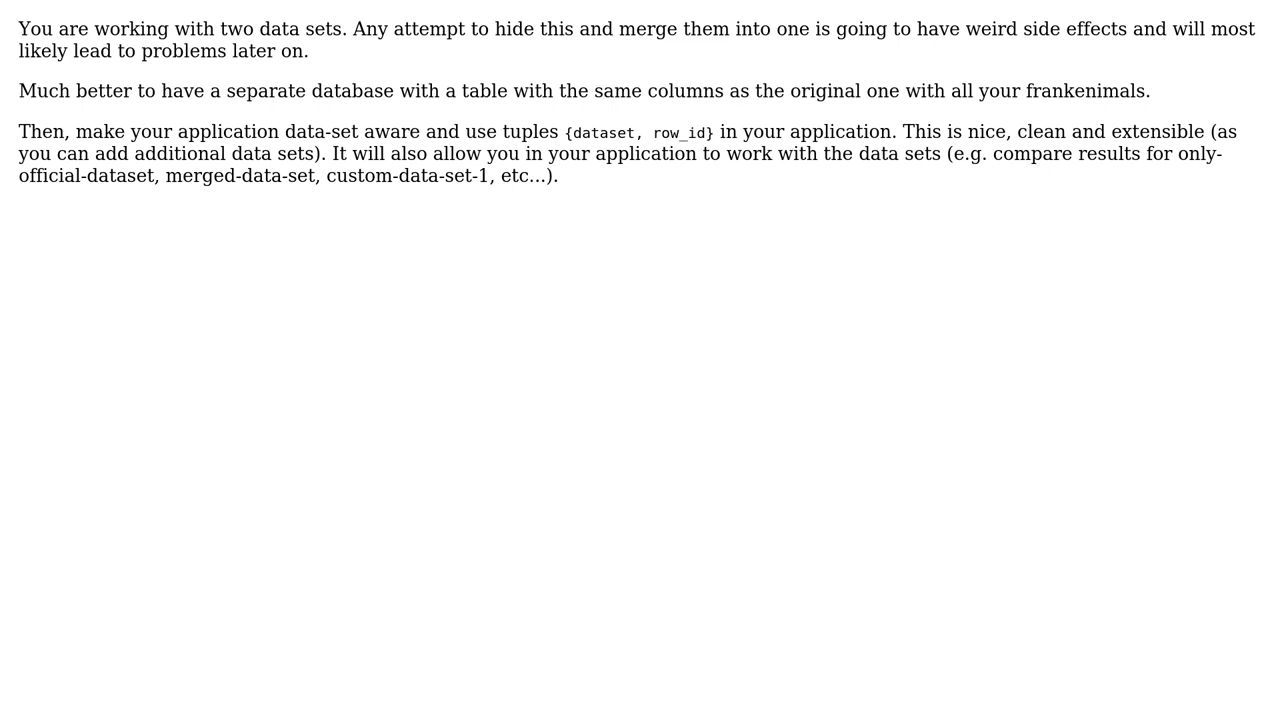 You are working with two data sets. Any attempt to hide this and merge them into one is going to have weird side effects and will most
likely lead to problems later on.
Much better to have a separate database with a table with the same columns as the original one with all your frankenimals.
Then, make your application data-set aware and use tuples {dataset, row_id} in your application. This is nice, clean and extensible (as
you can add additional data sets). It will also allow you in your application to work with the data sets (e.g. compare results for only-
official-dataset, merged-data-set, custom-data-set-1, etc...).